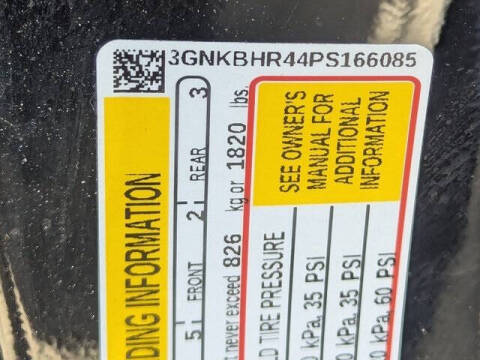 3GNKBHR44PS166085
DING INFORMATION
5 FRONT 2 REAR 3
never exceed 826 kg or 1820 lbs.
TIRE PRESSURE
SEE OWNER'S
MANUAL FOR
ADDITIONAL
INFORMATION
kPa, 35 PSI
kPa, 35 PSI
kPa, 60 PSI